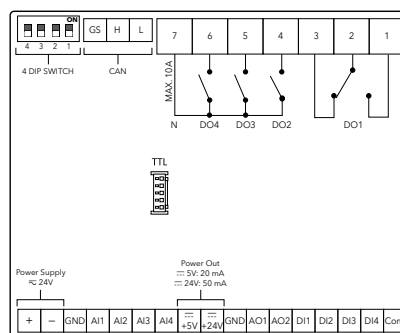 ON
4 3 2 1
4 DIP SWITCH
GS H L
CAN
7 6 5 4 3 2 1
MAX. 10A
N DO4 DO3 DO2 DO1
TTL
Power Supply
24V
Power Out
5V: 20 mA
24V: 50 mA
+ − GND AI1 AI2 AI3 AI4 +5V +24V GND AO1 AO2 DI1 DI2 DI3 DI4 Com